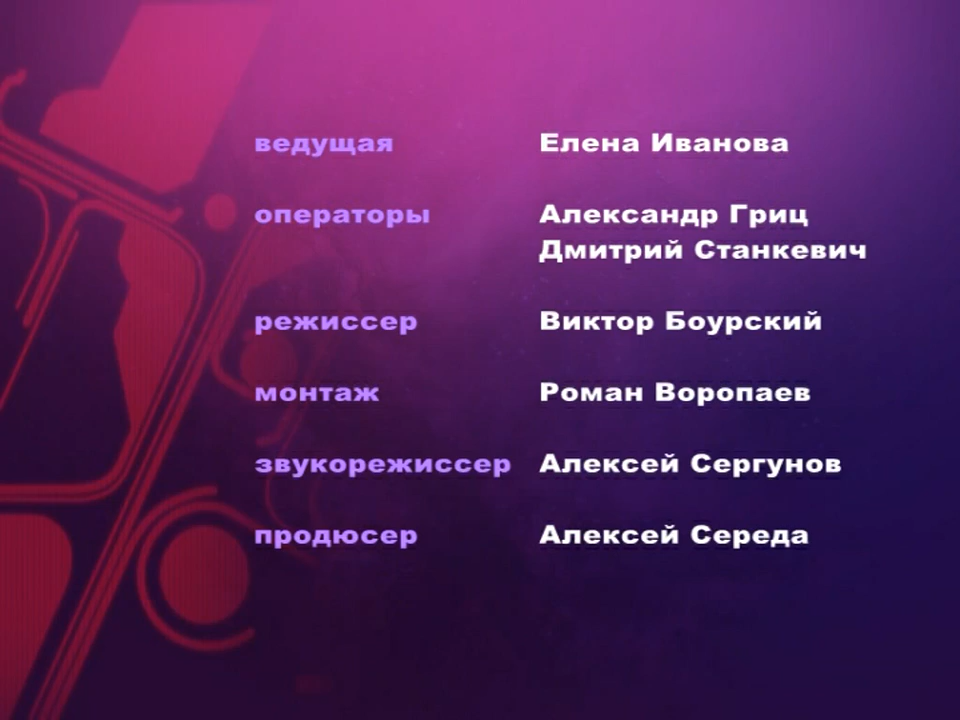 ведущая Елена Иванова
операторы Александр Гриц
Дмитрий Станкевич
режиссер Виктор Боурский
монтаж Роман Воропаев
звукорежиссер Алексей Сергунов
продюсер Алексей Середа